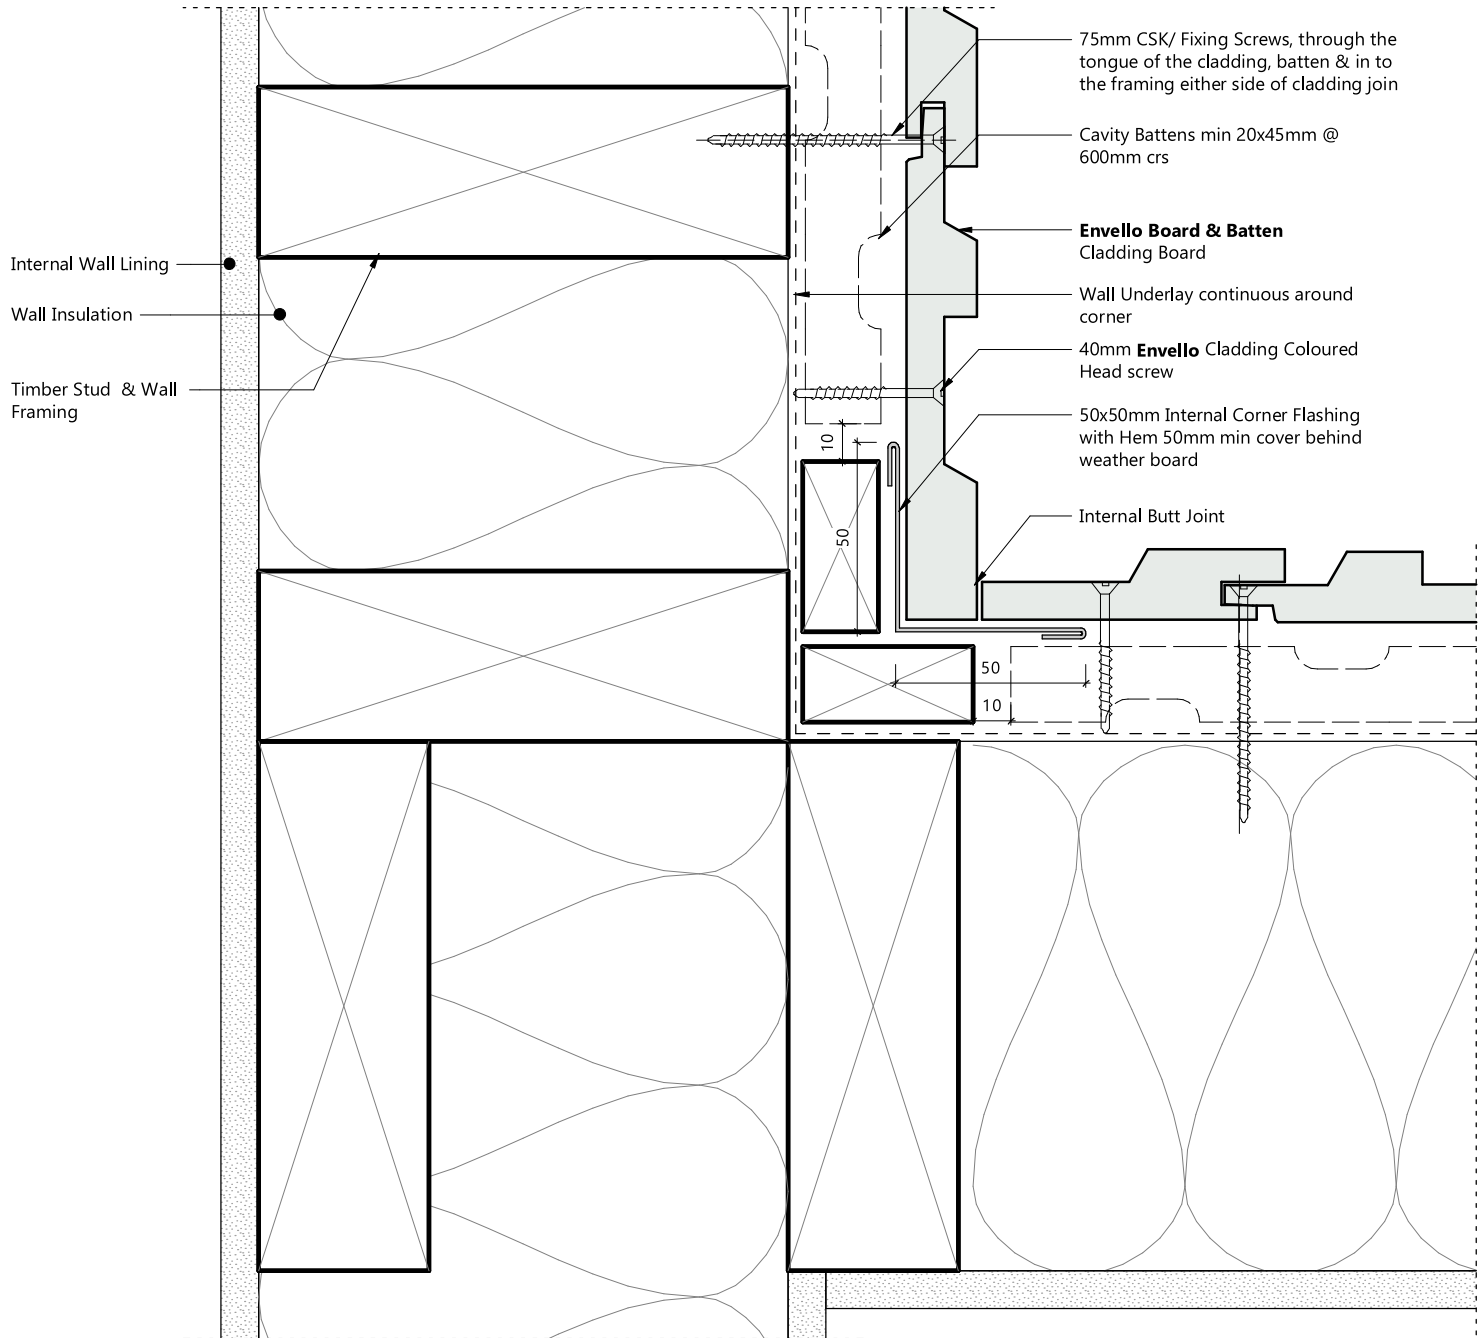 75mm CSK/ Fixing Screws, through the
tongue of the cladding, batten & in to
the framing either side of cladding join
Cavity Battens min 20x45mm @
600mm crs
Envello Board & Batten
Cladding Board
Internal Wall Lining
Wall Underlay continuous around
corner
Wall Insulation
40mm Envello Cladding Coloured
Head screw
Timber Stud & Wall
Framing
50x50mm Internal Corner Flashing
with Hem 50mm min cover behind
weather board
10
50
Internal Butt Joint
50
10